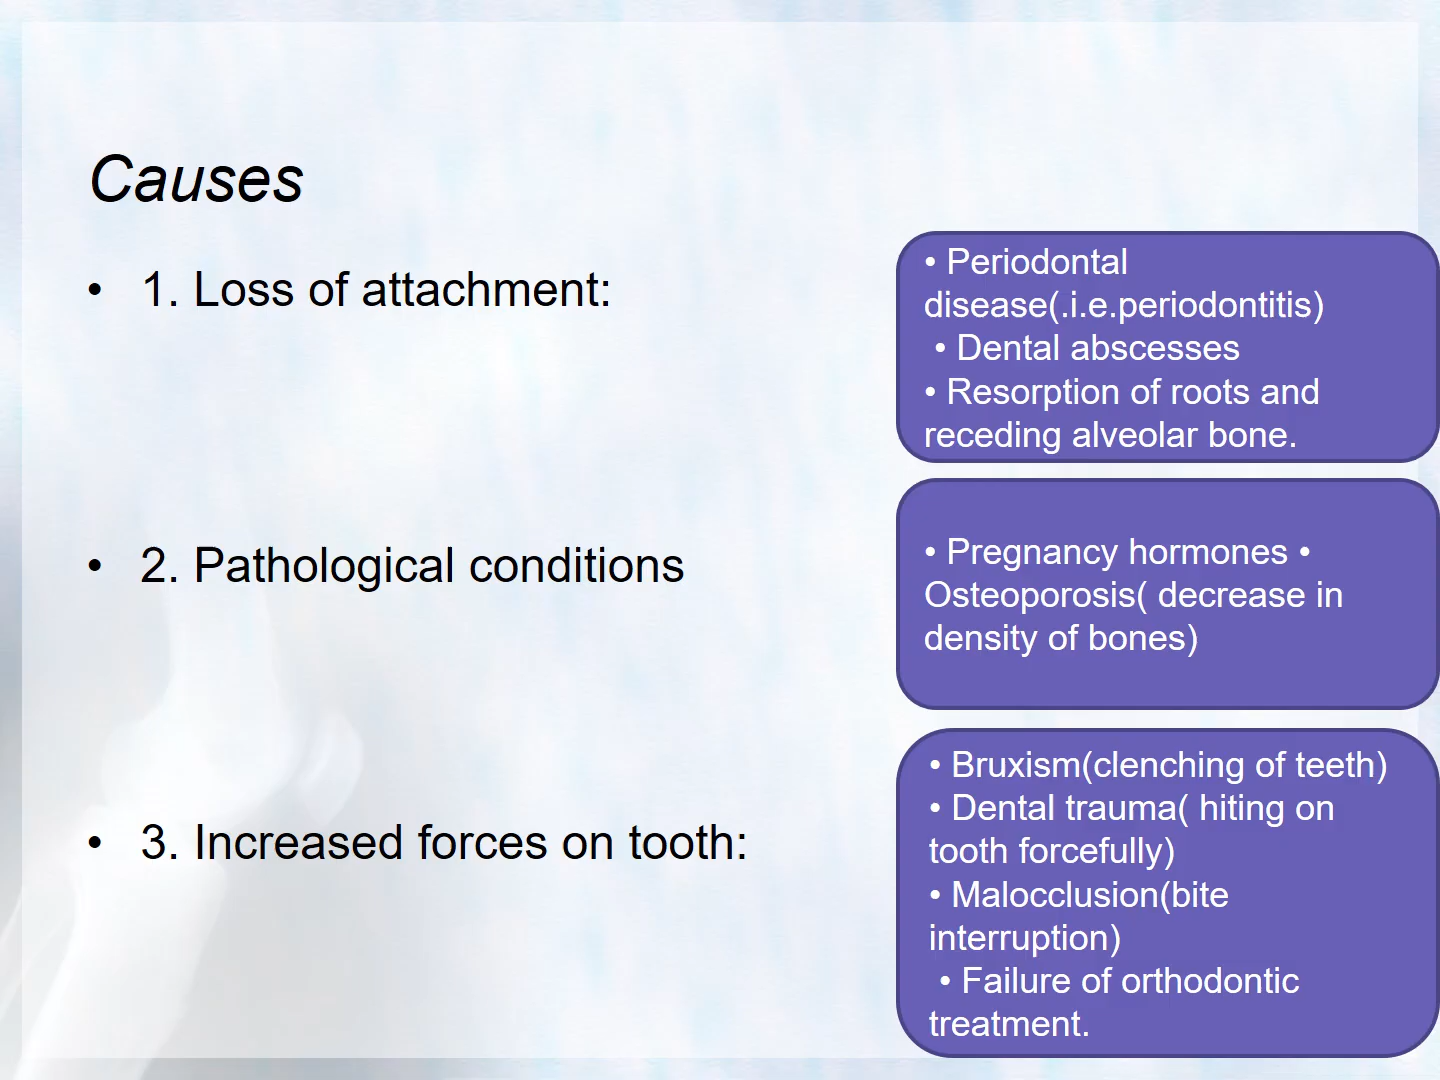 Causes
• 1. Loss of attachment:
• Periodontal
disease(.i.e.periodontitis)
• Dental abscesses
• Resorption of roots and
receding alveolar bone.
• 2. Pathological conditions
• Pregnancy hormones •
Osteoporosis( decrease in
density of bones)
• 3. Increased forces on tooth:
• Bruxism(clenching of teeth)
• Dental trauma( hiting on
tooth forcefully)
• Malocclusion(bite
interruption)
• Failure of orthodontic
treatment.